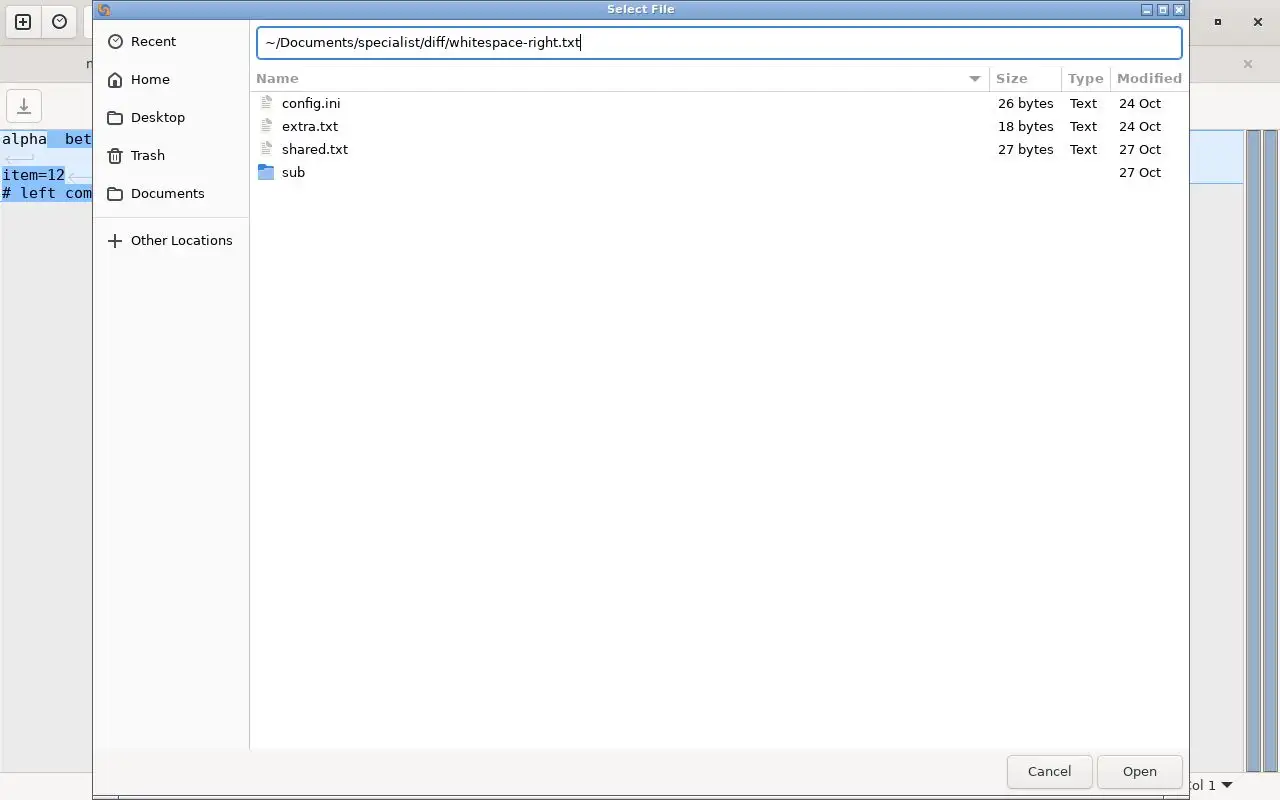 Select File
Recent
Home
Desktop
Trash
Documents
Other Locations
~/Documents/specialist/diff/whitespace-right.txt
Name Size Type Modified
config.ini 26 bytes Text 24 Oct
extra.txt 18 bytes Text 24 Oct
shared.txt 27 bytes Text 27 Oct
sub 27 Oct
alpha  bet
item=12
# left com
Cancel
Open
Col 1